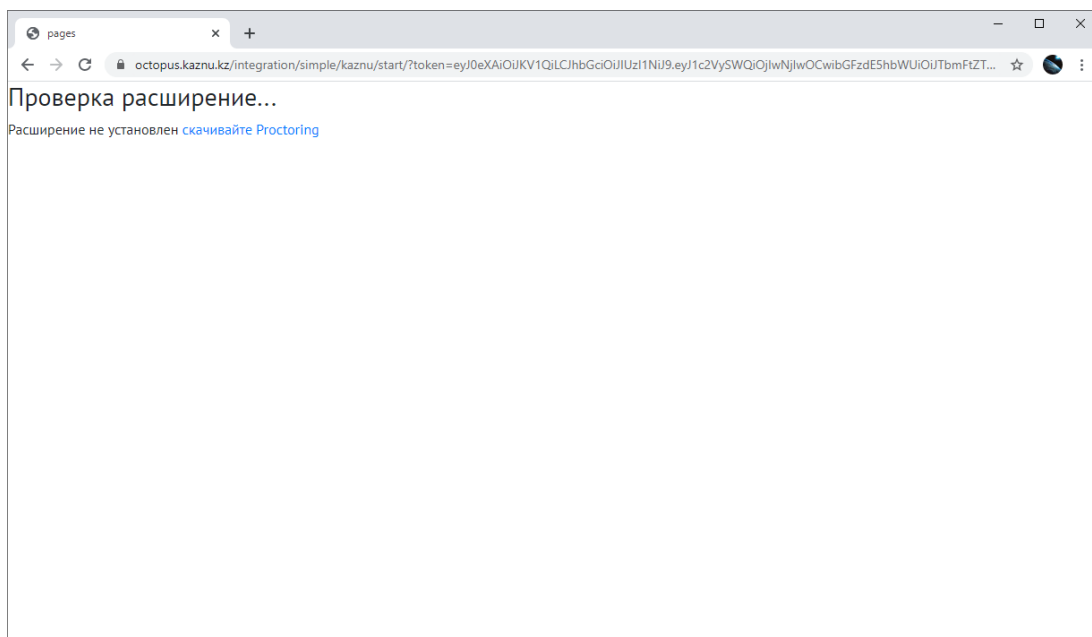 pages
octopus.kaznu.kz/integration/simple/kaznu/start/?token=eyJ0eXAiOiJKV1QiLCJhbGciOiJIUzI1NiJ9.eyJ1c2VySWQiOjIwNjIwOCwibGFzdE5hbWUiOiJTbmFtZT...
Проверка расширение...
Расширение не установлен скачивайте Proctoring